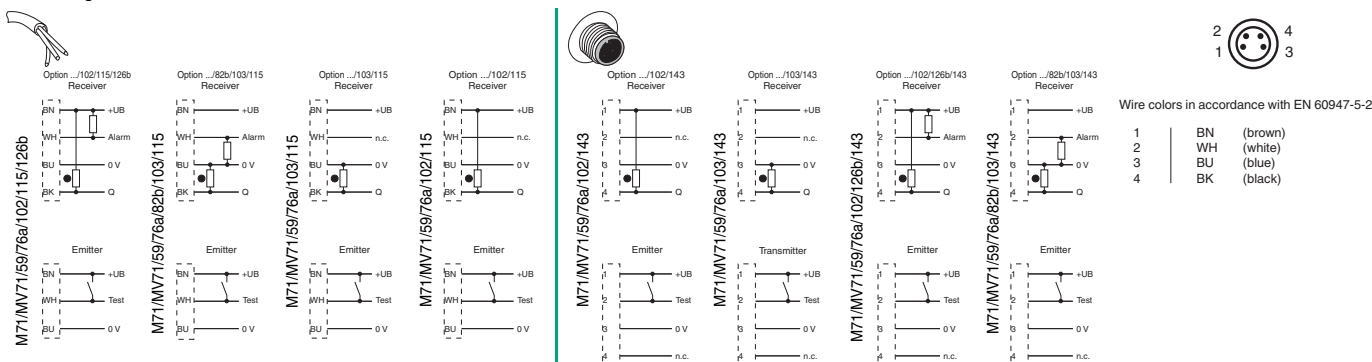 Option .../102/115/126b
Receiver
BN +UB
WH Alarm
BU 0 V
BK Q
M71/MV71/59/76a/102/115/126b
Emitter
BN +UB
WH Test
BU 0 V
Option .../82b/103/115
Receiver
BN +UB
WH Alarm
BU 0 V
BK Q
M71/MV71/59/76a/82b/103/115
Emitter
BN +UB
WH Test
BU 0 V
Option .../103/115
Receiver
BN +UB
WH n.c.
BU 0 V
BK Q
M71/MV71/59/76a/103/115
Emitter
BN +UB
WH Test
BU 0 V
Option .../102/115
Receiver
BN +UB
WH n.c.
BU 0 V
BK Q
M71/MV71/59/76a/102/115
Emitter
BN +UB
WH Test
BU 0 V
Option .../102/143
Receiver
1 +UB
2 n.c.
3 0 V
4 Q
M71/MV71/59/76a/102/143
Emitter
1 +UB
2 Test
3 0 V
4 n.c.
Option .../103/143
Receiver
1 +UB
2 n.c.
3 0 V
4 Q
M71/MV71/59/76a/103/143
Transmitter
1 +UB
2 Test
3 0 V
4 n.c.
Option .../102/126b/143
Receiver
1 +UB
2 Alarm
3 0 V
4 Q
M71/MV71/59/76a/102/126b/143
Emitter
1 +UB
2 Test
3 0 V
4 n.c.
Option .../82b/103/143
Receiver
1 +UB
2 Alarm
3 0 V
4 Q
M71/MV171/59/76a/82b/103/143
Emitter
1 +UB
2 Test
3 0 V
4 n.c.
2 4
1 3
Wire colors in accordance with EN 60947-5-2
1 BN (brown)
2 WH (white)
3 BU (blue)
4 BK (black)